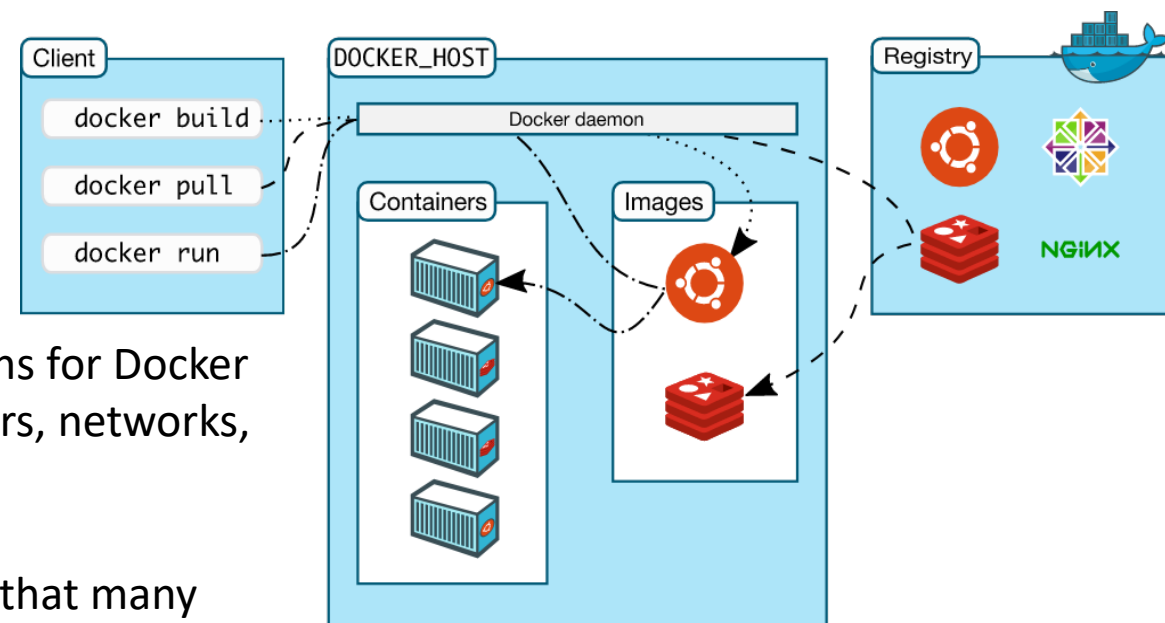 Client
docker build
docker pull
docker run
DOCKER_HOST
Docker daemon
Containers
Images
Registry
NGINX
ns for Docker
rs, networks,
that many